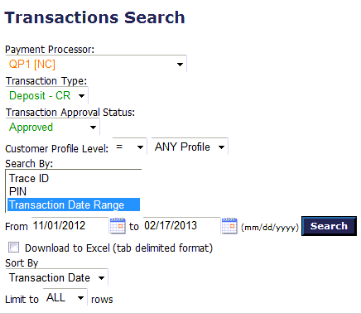 Transactions Search
Payment Processor:
QP1 [NC]
Transaction Type:
Deposit - CR
Transaction Approval Status:
Approved
Customer Profile Level: = ANY Profile
Search By:
Trace ID
PIN
Transaction Date Range
From 11/01/2012 to 02/17/2013 (mm/dd/yyyy) Search
Download to Excel (tab delimited format)
Sort By
Transaction Date
Limit to ALL rows